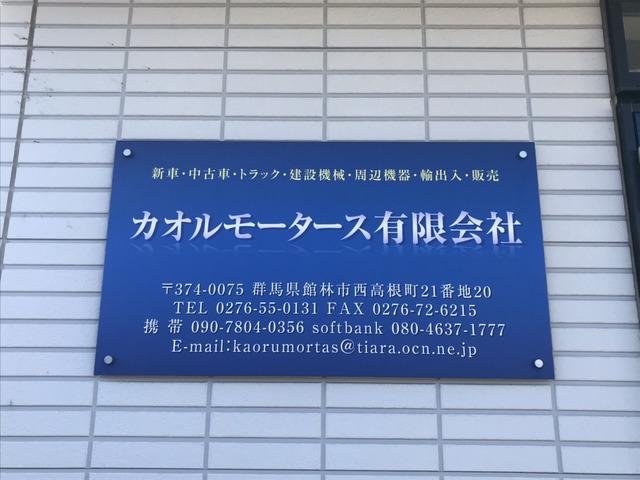 新車・中古車・トラック・建設機械・周辺機器・輸出入・販売
カオルモータース有限会社
〒374-0075 群馬県館林市西高根町21番地20
TEL 0276-55-0131 FAX 0276-72-6215
携 帯 090-7804-0356 softbank 080-4637-1777
E-mail:kaorumortas@tiara.ocn.ne.jp